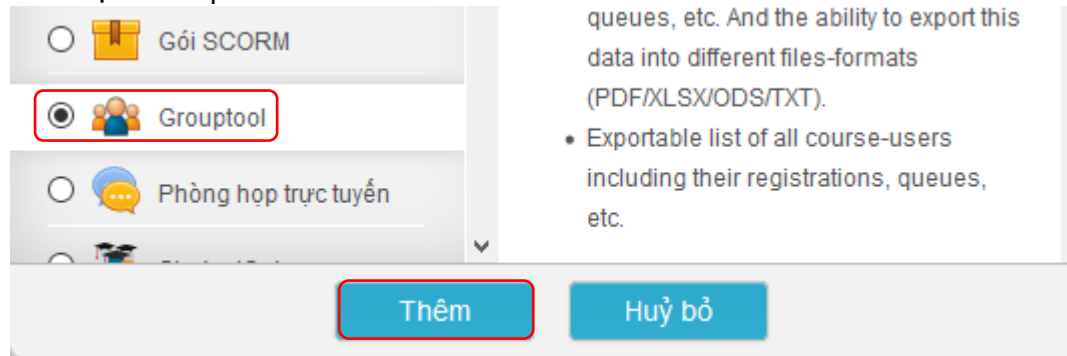 Gói SCORM
Grouptool
Phòng họp trực tuyến
queues, etc. And the ability to export this
data into different files-formats
(PDF/XLSX/ODS/TXT).
• Exportable list of all course-users
including their registrations, queues,
etc.
Thêm
Huỷ bỏ